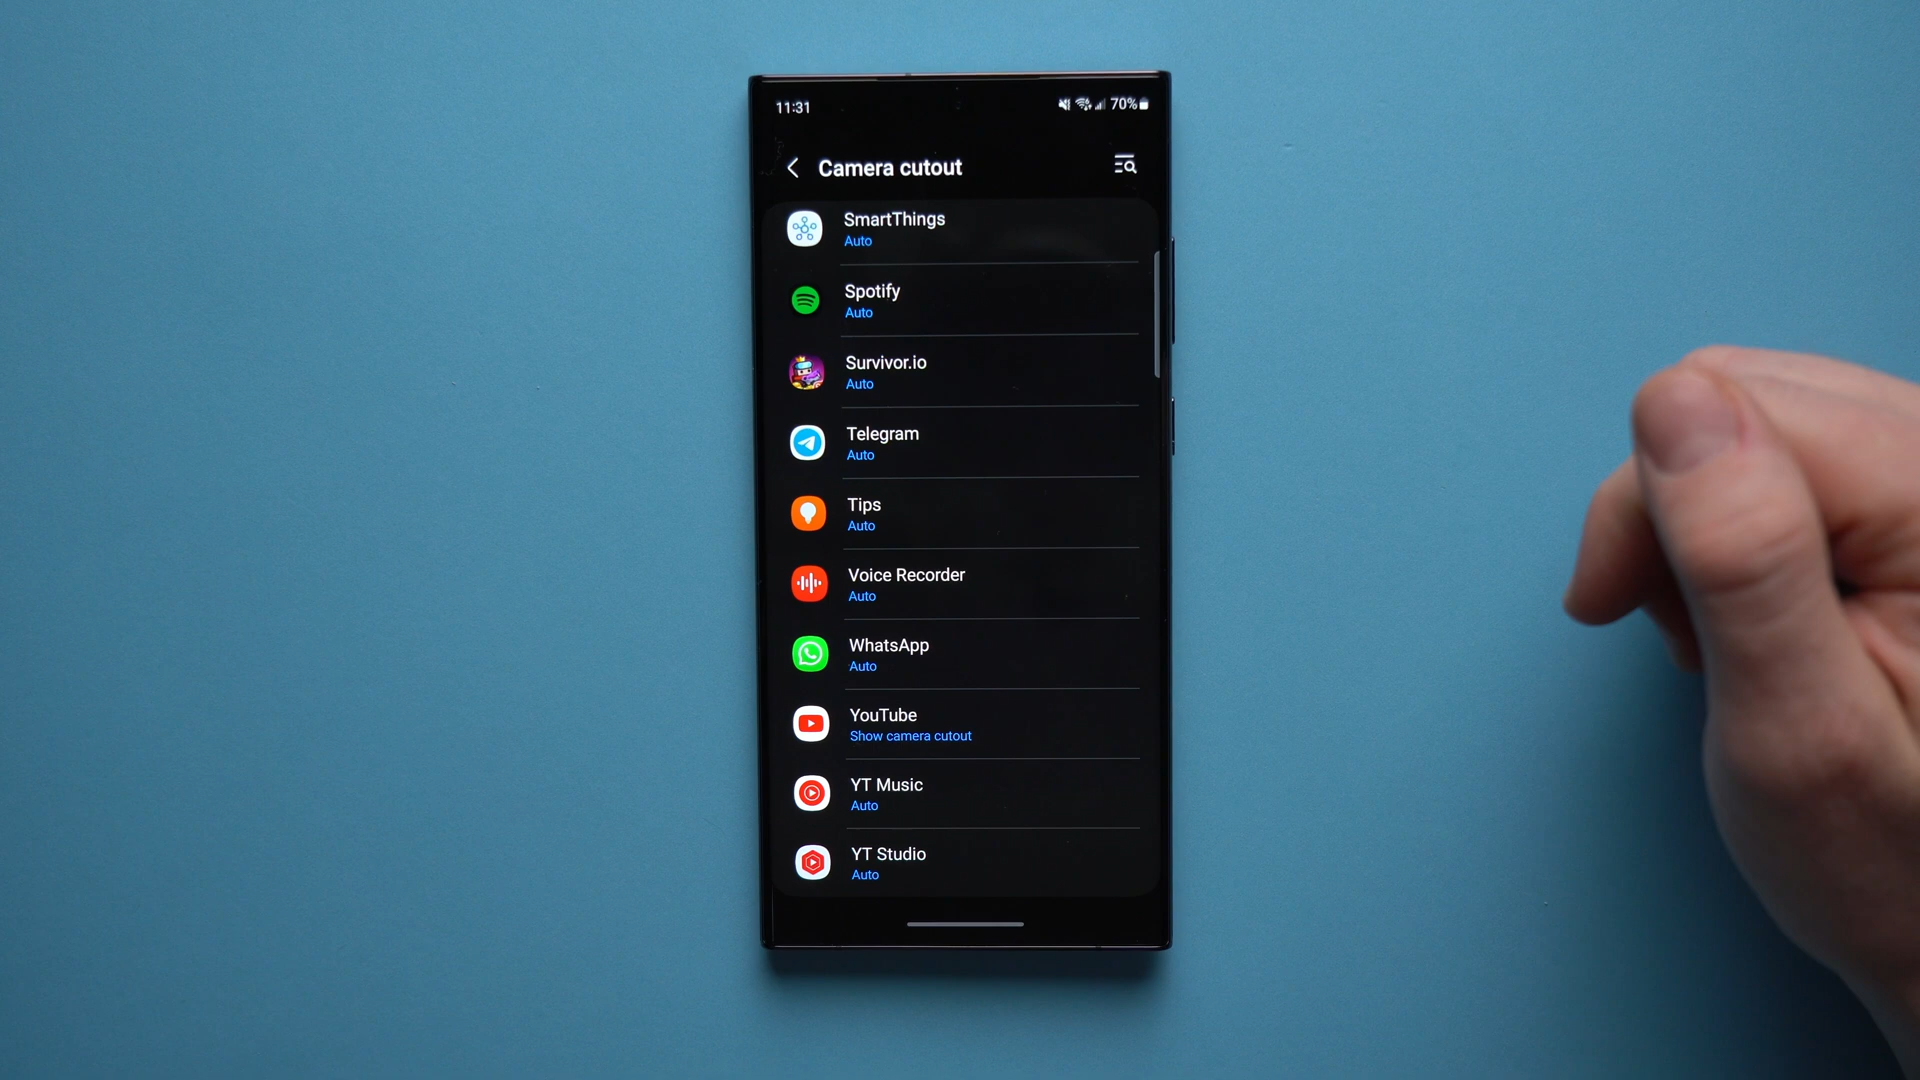 11:31
70%
Camera cutout
SmartThings
Auto
Spotify
Auto
Survivor.io
Auto
Telegram
Auto
Tips
Auto
Voice Recorder
Auto
WhatsApp
Auto
YouTube
Show camera cutout
YT Music
Auto
YT Studio
Auto